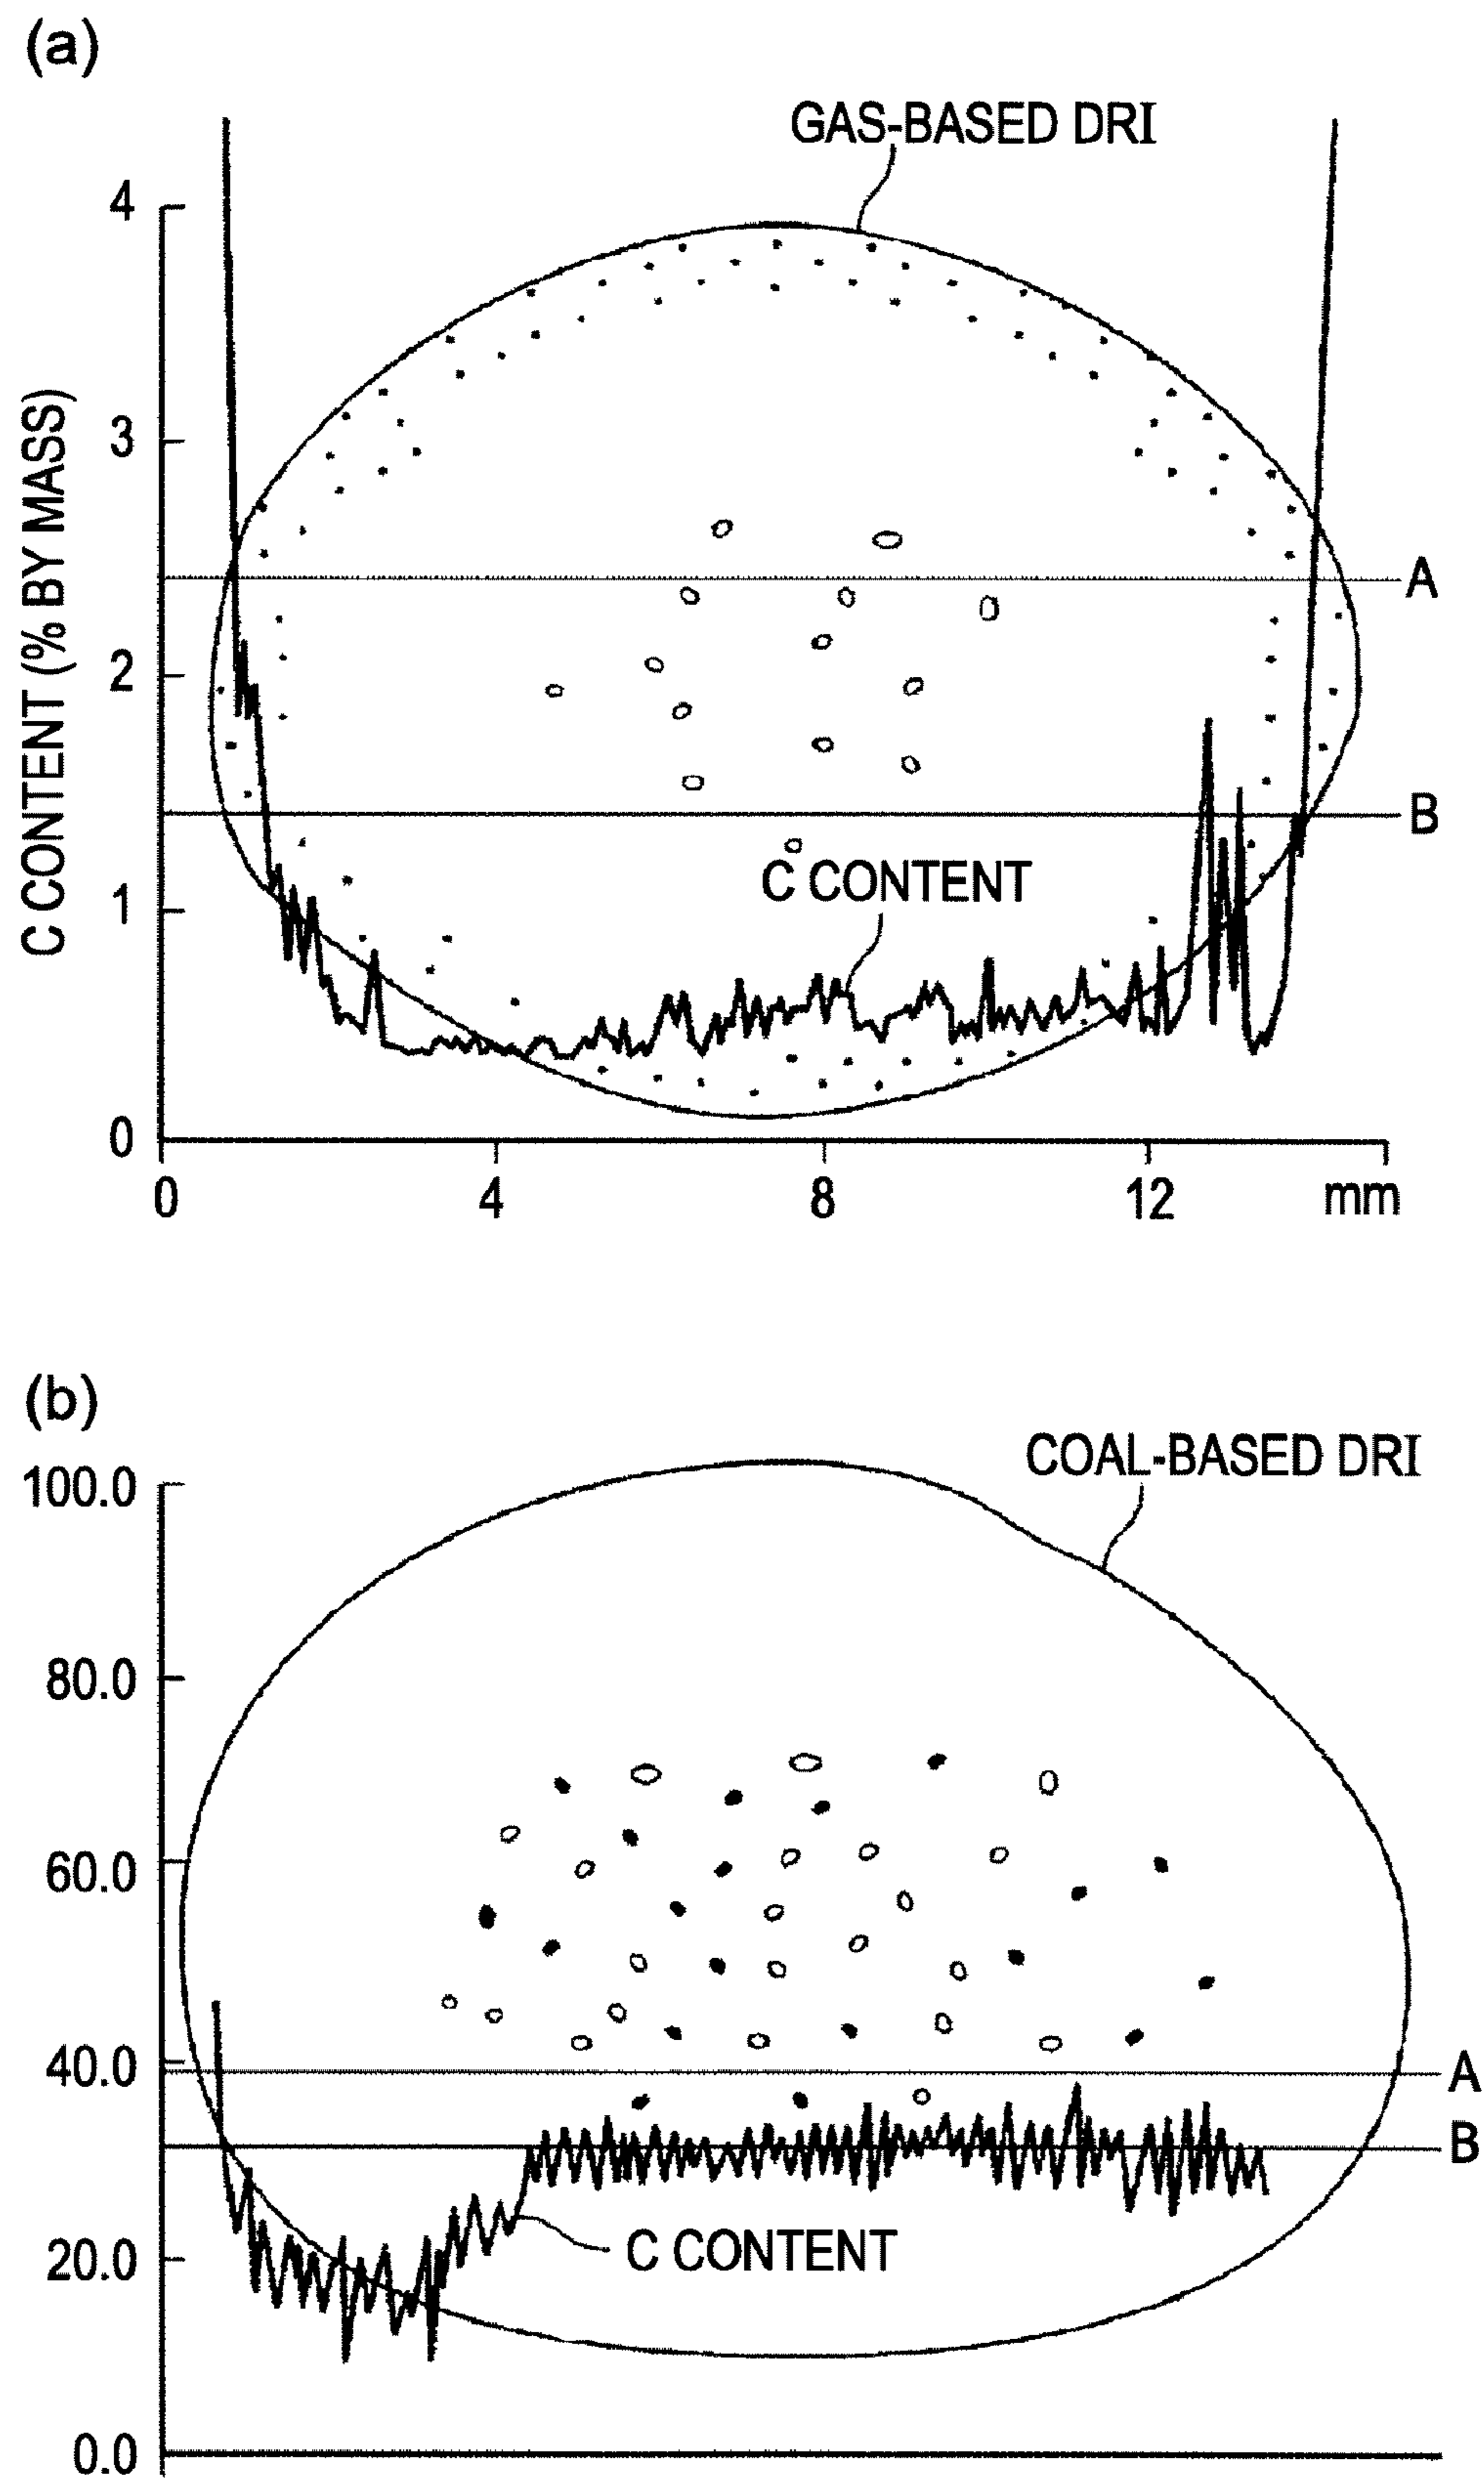 (a)
GAS-BASED DRI
C CONTENT (% BY MASS)
4
3
2
1
0
A
B
C CONTENT
0 4 8 12 mm
(b)
COAL-BASED DRI
100.0
80.0
60.0
40.0
20.0
0.0
A
B
C CONTENT